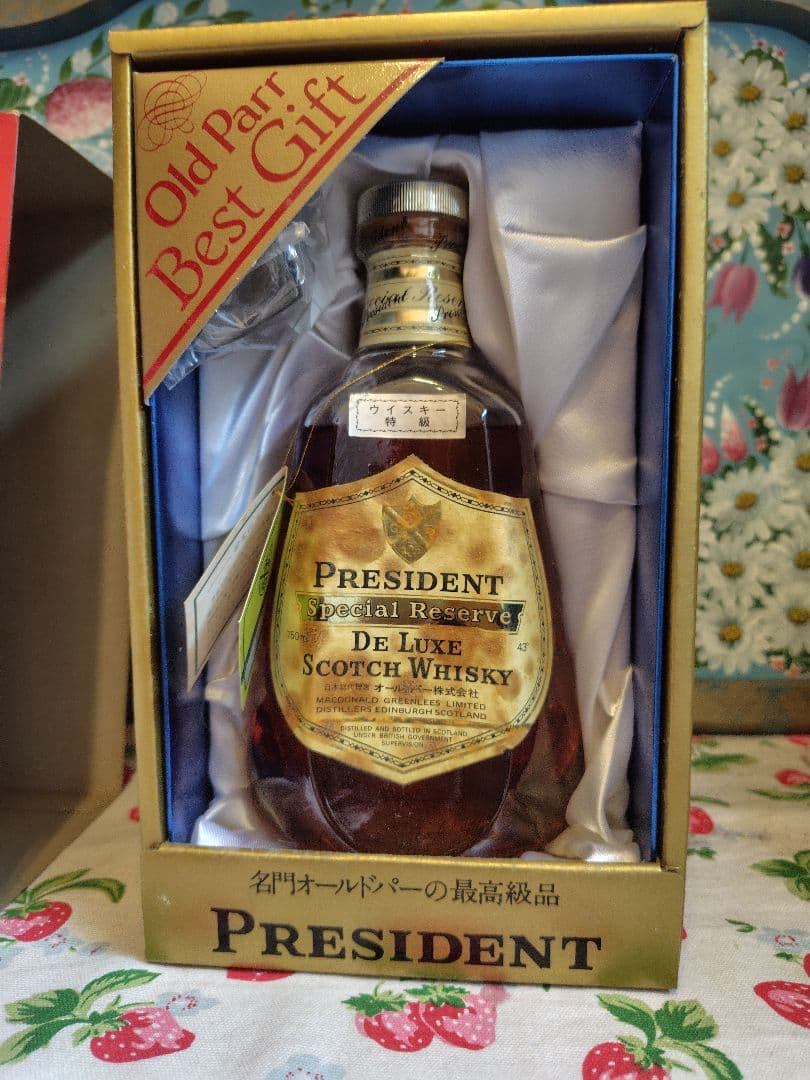 Old Parr
Best Gift
ウイスキー
特級
PRESIDENT
Special Reserve
750ml
43°
DE LUXE
SCOTCH WHISKY
日本総代理店 オールドパー株式会社
MACDONALD GREENLEES LIMITED
DISTILLERS EDINBURGH SCOTLAND
DISTILLED AND BOTTLED IN SCOTLAND
UNDER BRITISH GOVERNMENT
SUPERVISION
名門オールドパーの最高級品
PRESIDENT